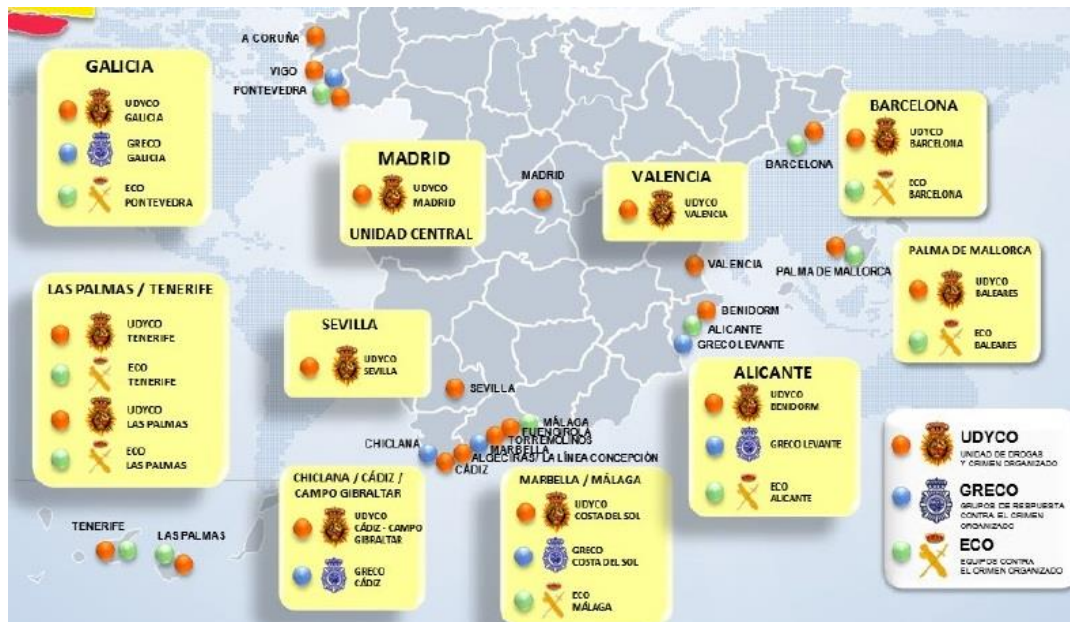 A CORUÑA
VIGO
PONTEVEDRA
GALICIA
UDYCO
GALICIA
GRECO
GALICIA
ECO
PONTEVEDRA
MADRID
UDYCO
MADRID
UNIDAD CENTRAL
MADRID
VALENCIA
UDYCO
VALENCIA
BARCELONA
BARCELONA
UDYCO
BARCELONA
ECO
BARCELONA
PALMA DE MALLORCA
PALMA DE MALLORCA
UDYCO
BALEARES
ECO
BALEARES
VALENCIA
BENIDORM
ALICANTE
GRECO LEVANTE
LAS PALMAS / TENERIFE
UDYCO
TENERIFE
ECO
TENERIFE
UDYCO
LAS PALMAS
ECO
LAS PALMAS
SEVILLA
UDYCO
SEVILLA
SEVILLA
ALICANTE
UDYCO
BENIDORM
GRECO LEVANTE
ECO
ALICANTE
MÁLAGA
FUENGIROLA
TORREMOLINOS
MARBELLA
ALGECIRAS/ LA LÍNEA CONCEPCIÓN
CÁDIZ
CHICLANA
CHICLANA / CÁDIZ /
CAMPO GIBRALTAR
UDYCO
CÁDIZ - CAMPO
GIBRALTAR
GRECO
CÁDIZ
MARBELLA / MÁLAGA
UDYCO
COSTA DEL SOL
GRECO
COSTA DEL SOL
ECO
MÁLAGA
TENERIFE
LAS PALMAS
UDYCO
UNIDAD DE DROGAS
Y CRIMEN ORGANIZADO
GRECO
GRUPOS DE RESPUESTA
CONTRA EL CRIMEN
ORGANIZADO
ECO
EQUIPOS CONTRA
EL CRIMEN ORGANIZADO